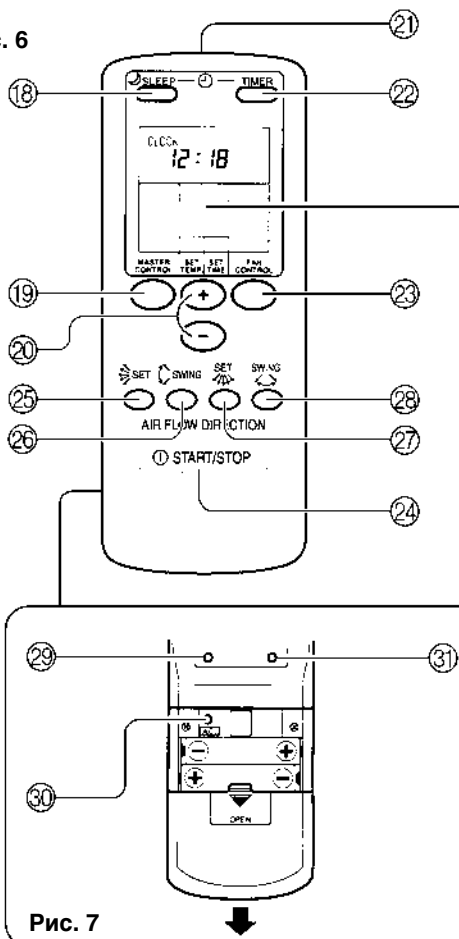 с. 6
21
18 SLEEP TIMER 22
CLOCK
12:18
MASTER CONTROL SET TEMP. SET TIME FAN CONTROL
19 + 23
20 −
SET SWING SET SWING
25 28
26 AIR FLOW DIRECTION 27
START/STOP
24
29 31
30
− +
+ −
OPEN
Рис. 7